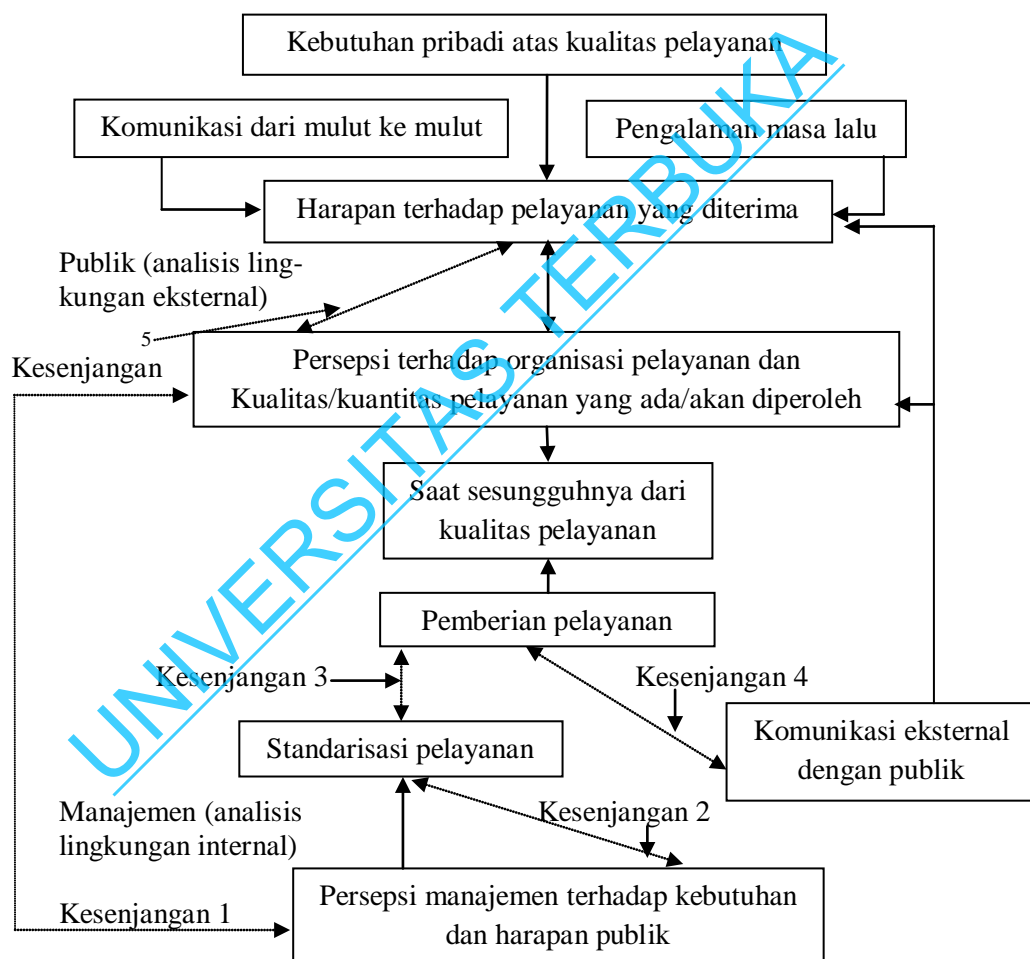 Kebutuhan pribadi atas kualitas pelayanan
Komunikasi dari mulut ke mulut
Pengalaman masa lalu
Harapan terhadap pelayanan yang diterima
Publik (analisis ling-
kungan eksternal)
5
Kesenjangan
Persepsi terhadap organisasi pelayanan dan
Kualitas/kuantitas pelayanan yang ada/akan diperoleh
Saat sesungguhnya dari
kualitas pelayanan
Pemberian pelayanan
Kesenjangan 3
Kesenjangan 4
Standarisasi pelayanan
Komunikasi eksternal
dengan publik
Manajemen (analisis
lingkungan internal)
Kesenjangan 2
Persepsi manajemen terhadap kebutuhan
dan harapan publik
Kesenjangan 1
UNIVERSITAS TERBUKA